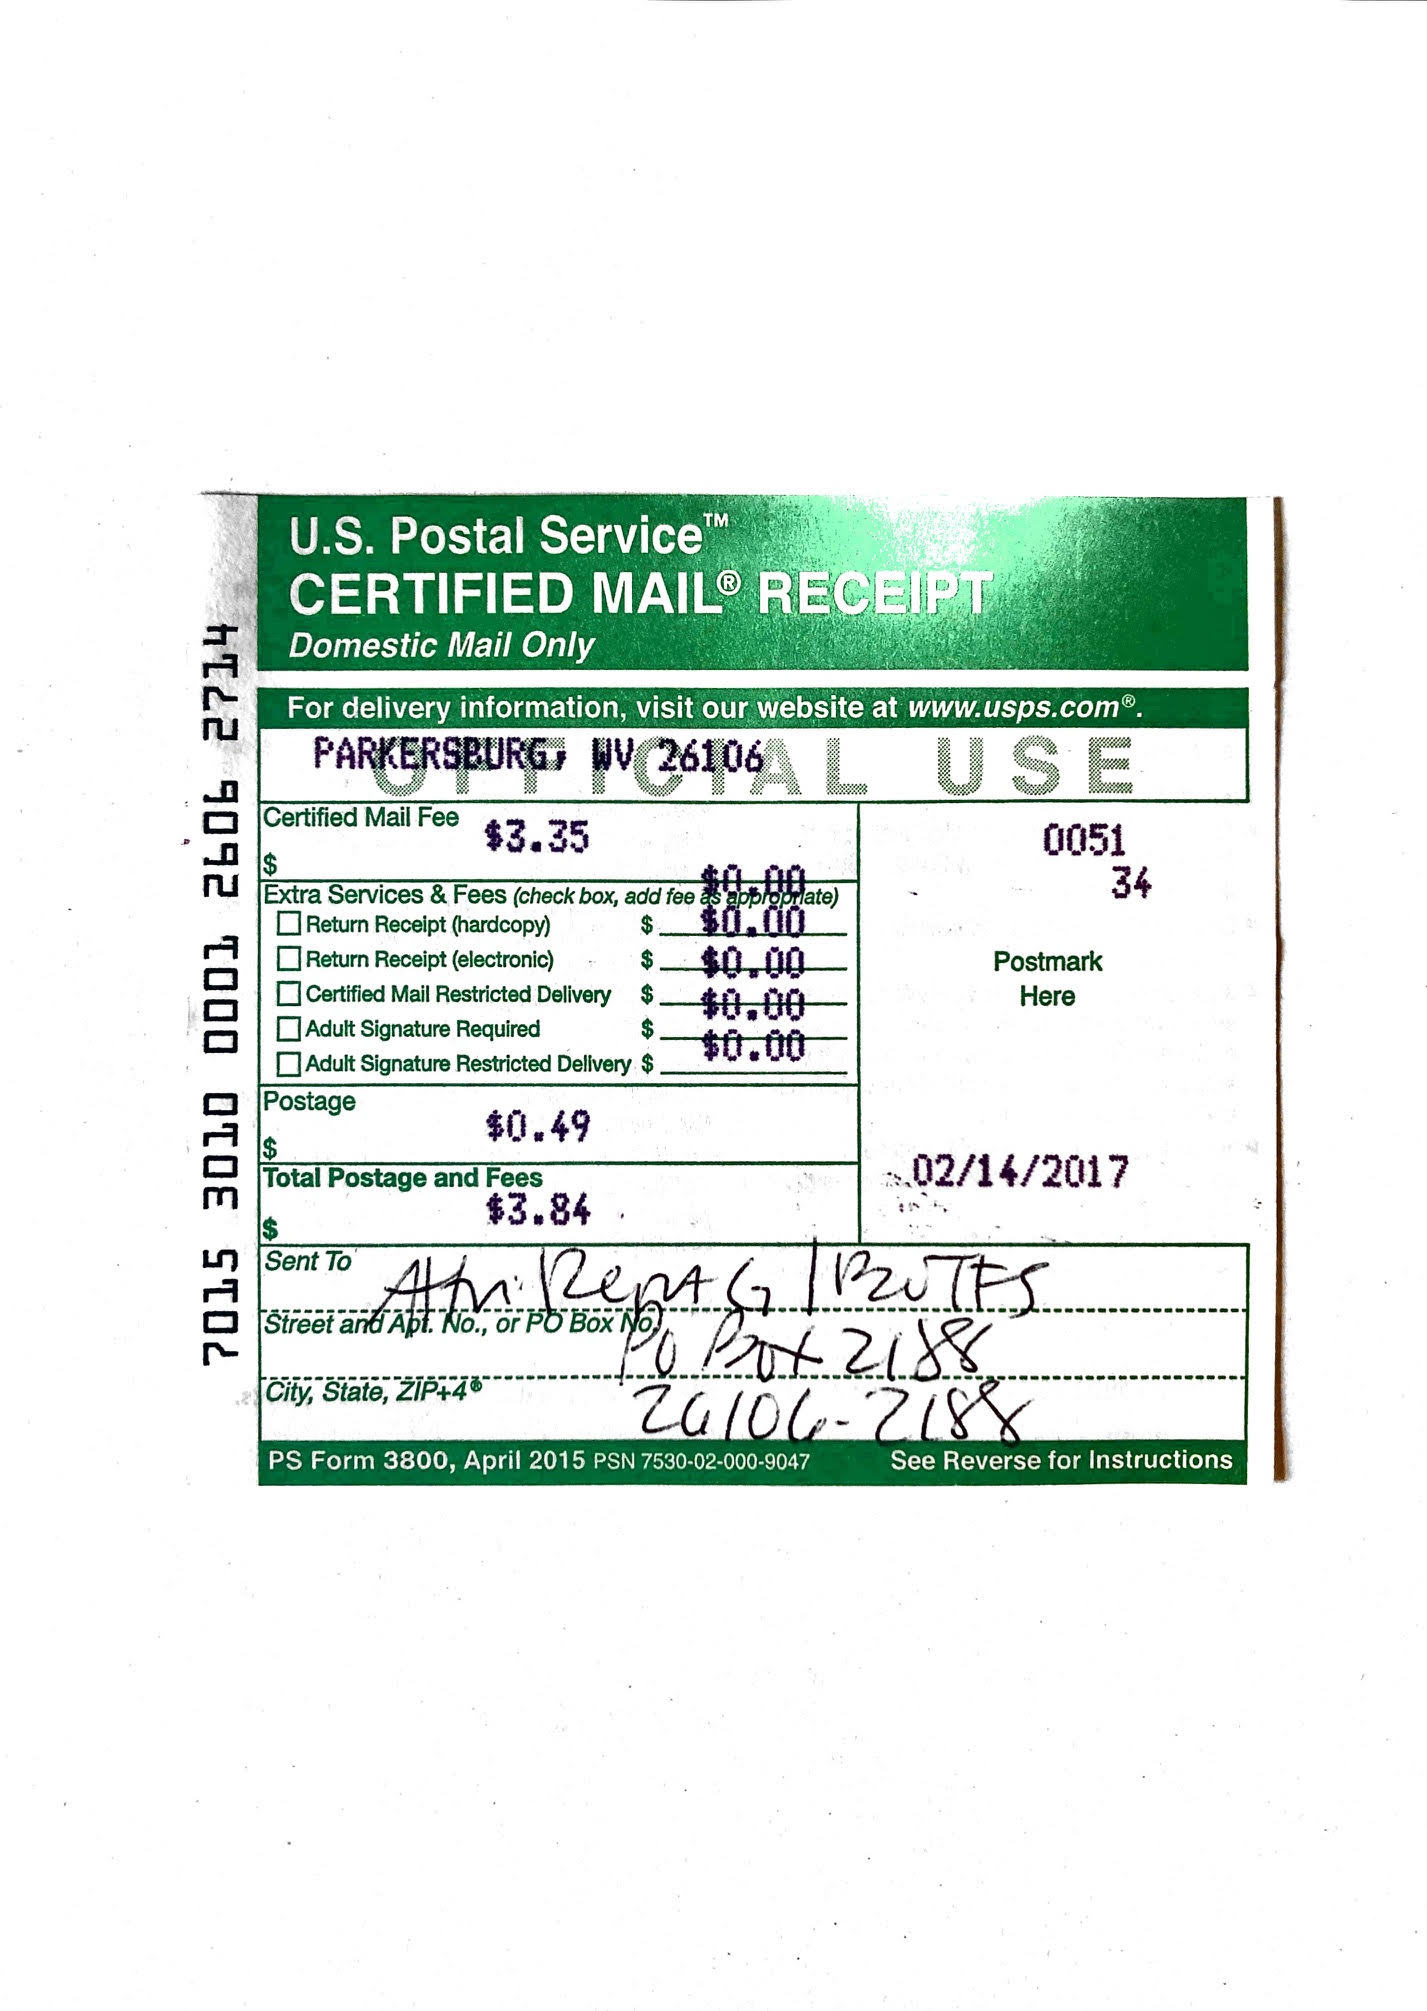 U.S. Postal Service™
CERTIFIED MAIL® RECEIPT
Domestic Mail Only
For delivery information, visit our website at www.usps.com®.
OFFICIAL USE
PARKERSBURG, WV 26106
Certified Mail Fee
$3.35
$
0051
34
$0.00
Extra Services & Fees (check box, add fee as appropriate)
Return Receipt (hardcopy) $ $0.00
Return Receipt (electronic) $ $0.00
Certified Mail Restricted Delivery $ $0.00
Adult Signature Required $ $0.00
Adult Signature Restricted Delivery $
Postmark
Here
Postage
$0.49
$
Total Postage and Fees
$3.84
$
02/14/2017
Sent To Attn:
Street and Apt. No., or PO Box No. PO Box 2188
City, State, ZIP+4® 26106-2188
PS Form 3800, April 2015 PSN 7530-02-000-9047 See Reverse for Instructions
7015 3010 0001 2606 2714